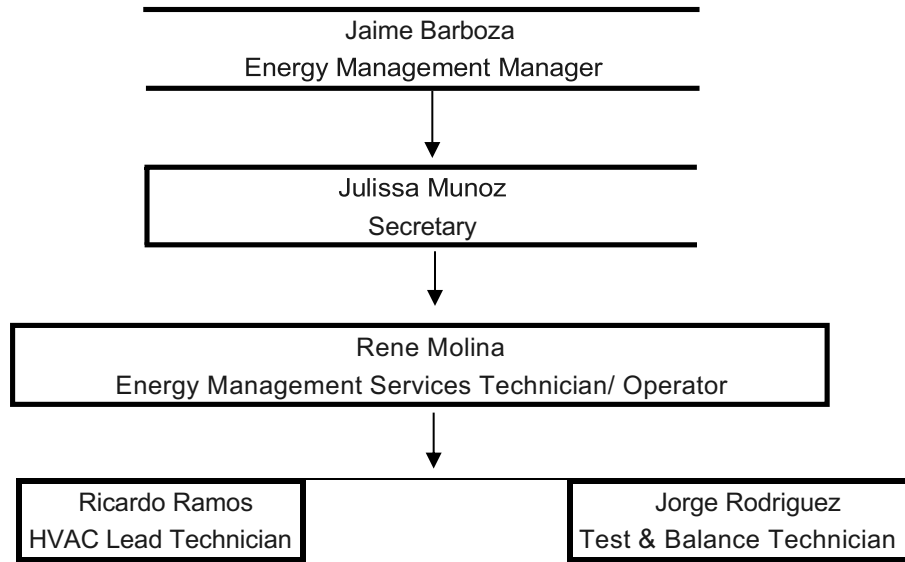 Jaime Barboza
Energy Management Manager
Julissa Munoz
Secretary
Rene Molina
Energy Management Services Technician/ Operator
Ricardo Ramos
HVAC Lead Technician
Jorge Rodriguez
Test & Balance Technician